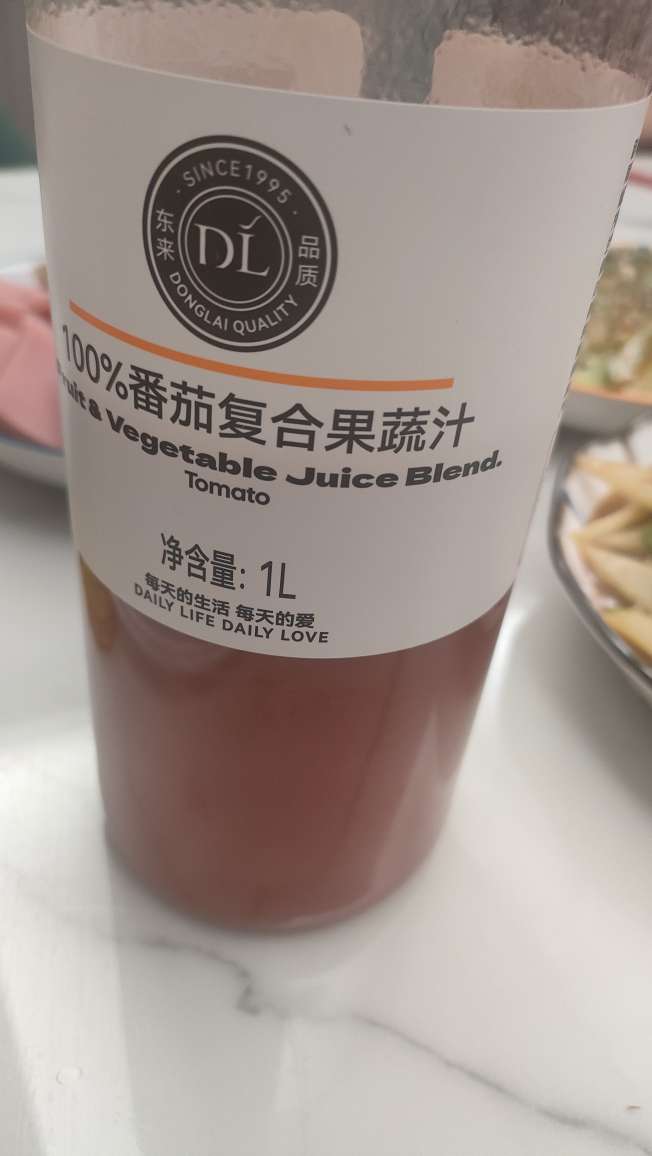 ·SINCE1995·
东来
DL
品质
DONGLAI QUALITY
100%番茄复合果蔬汁
Fruit & Vegetable Juice Blend.
Tomato
净含量: 1L
每天的生活 每天的爱
DAILY LIFE DAILY LOVE